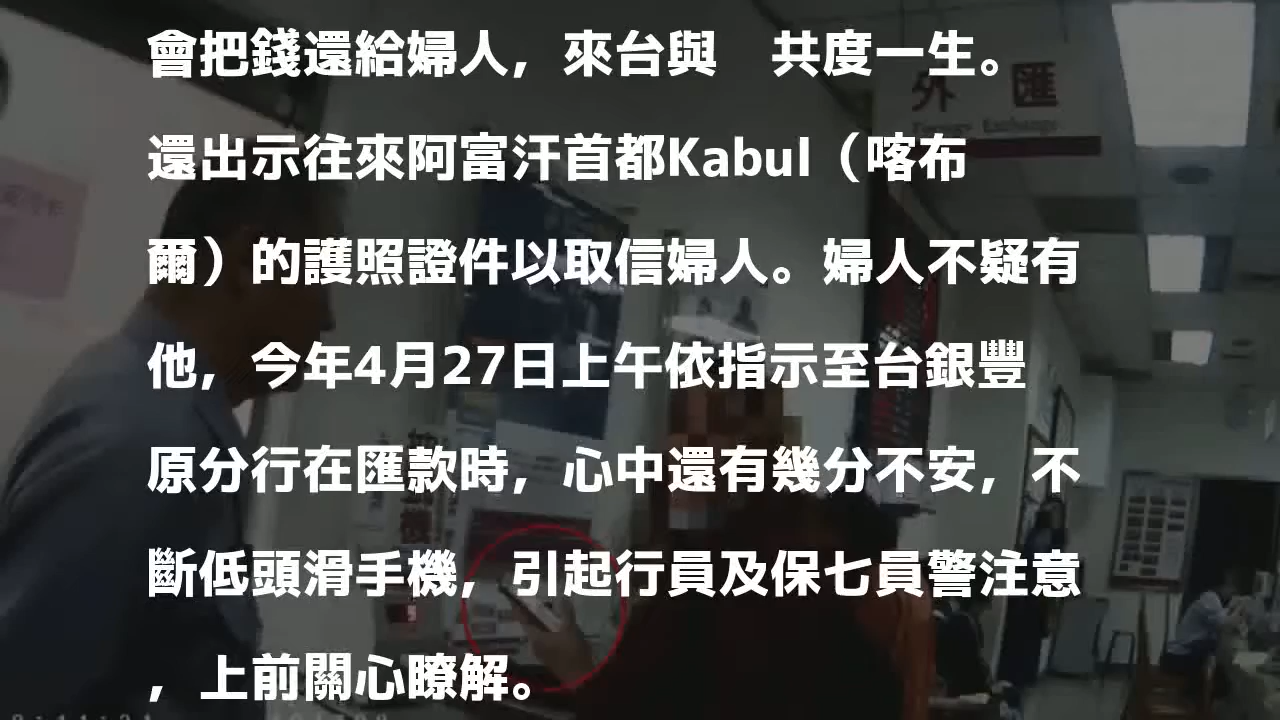 會把錢還給婦人，來台與　共度一生。
還出示往來阿富汗首都Kabul（喀布
爾）的護照證件以取信婦人。婦人不疑有
他，今年4月27日上午依指示至台銀豐
原分行在匯款時，心中還有幾分不安，不
斷低頭滑手機，引起行員及保七員警注意
，上前關心瞭解。
外 匯
Foreign Exchange